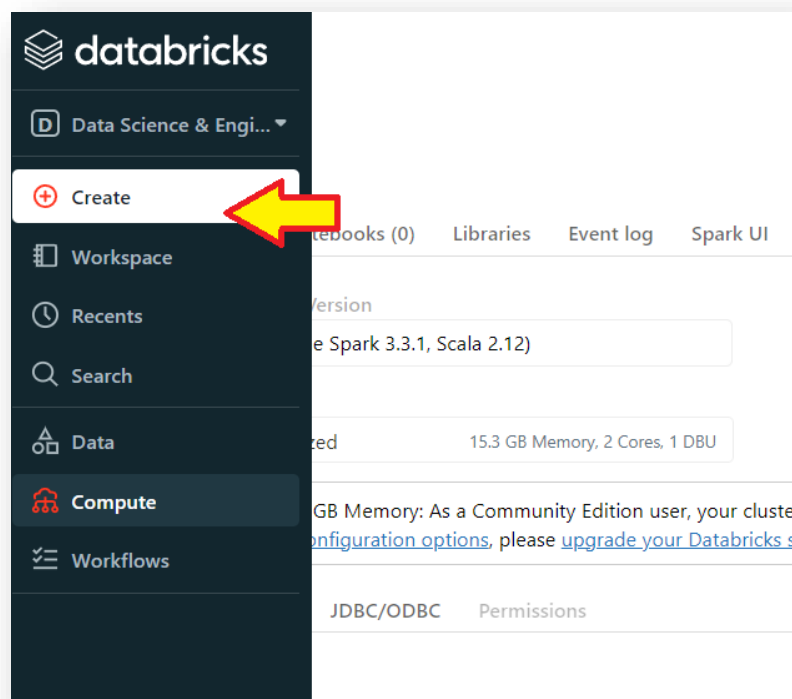 databricks
D Data Science & Engi...
Create
Workspace
Recents
Search
Data
Compute
Workflows
tebooks (0) Libraries Event log Spark UI
Version
e Spark 3.3.1, Scala 2.12)
zed 15.3 GB Memory, 2 Cores, 1 DBU
GB Memory: As a Community Edition user, your cluste
onfiguration options, please upgrade your Databricks s
JDBC/ODBC Permissions